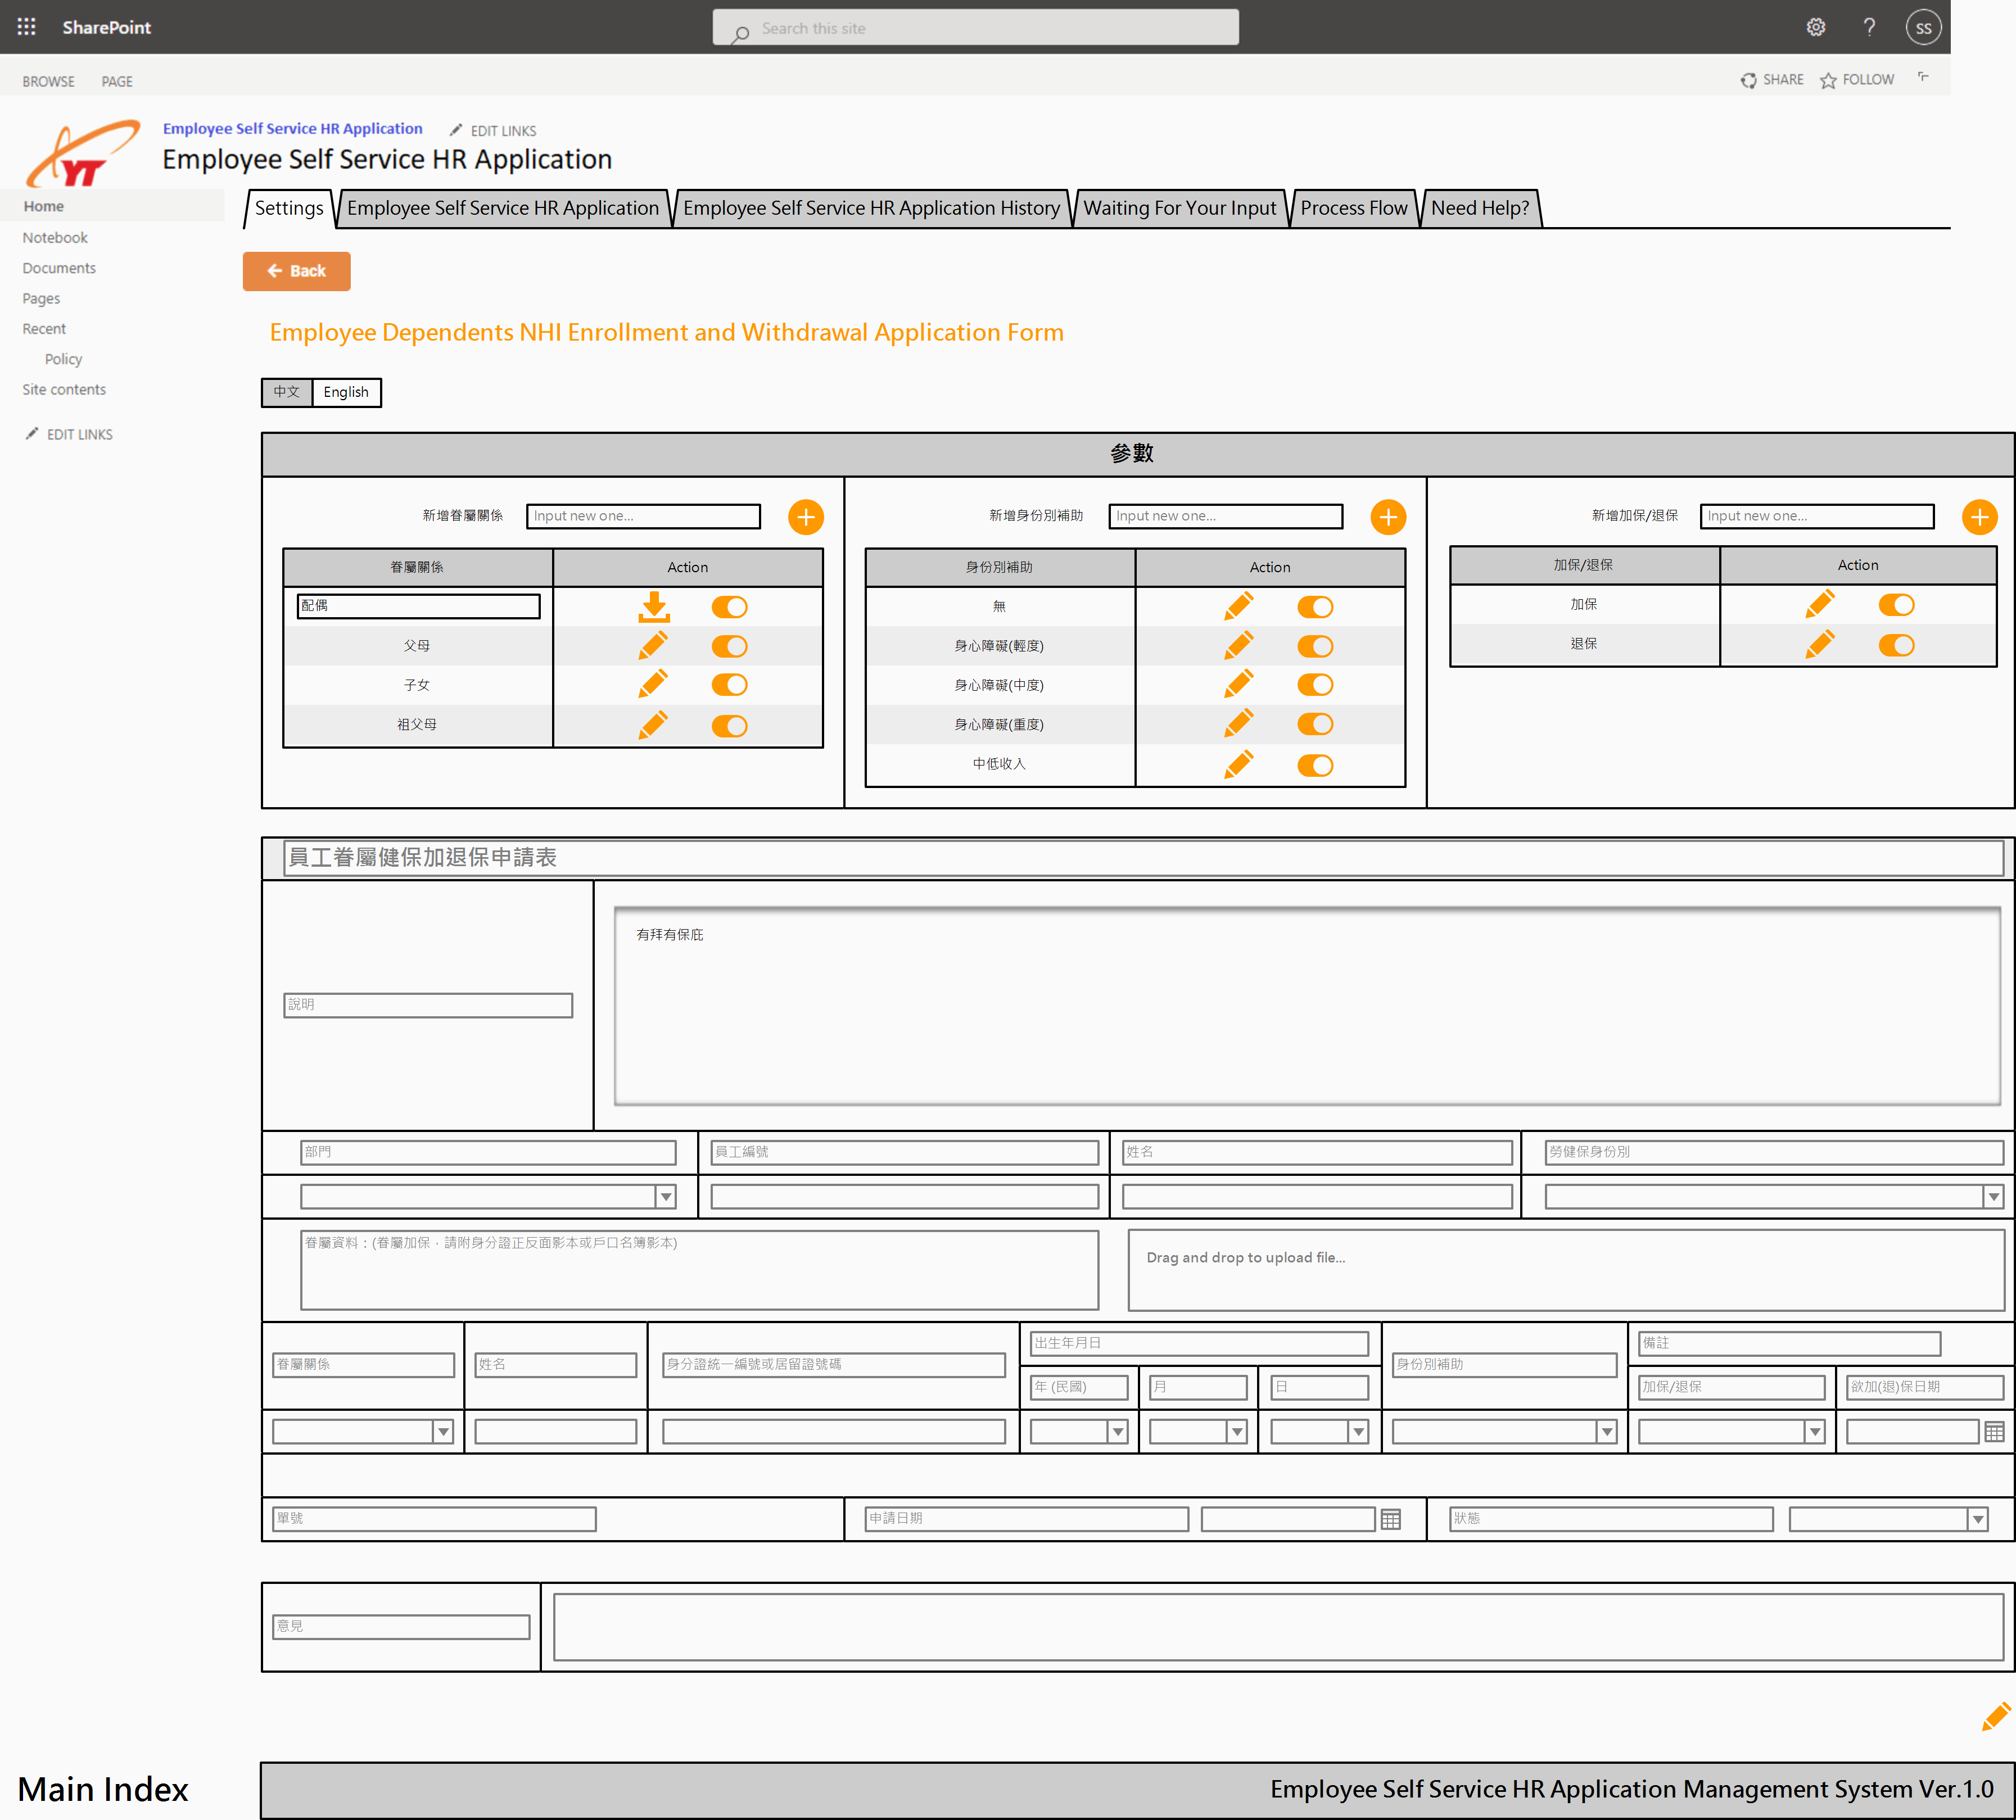 SharePoint
Search this site
SS
BROWSE PAGE
SHARE FOLLOW
YT
Employee Self Service HR Application EDIT LINKS
Employee Self Service HR Application
Home
Notebook
Documents
Pages
Recent
Policy
Site contents
EDIT LINKS
Settings Employee Self Service HR Application Employee Self Service HR Application History Waiting For Your Input Process Flow Need Help?
Back
Employee Dependents NHI Enrollment and Withdrawal Application Form
中文 English
參數
新增眷屬關係 Input new one...
眷屬關係 Action
配偶
父母
子女
祖父母
新增身份別補助 Input new one...
身份別補助 Action
無
身心障礙(輕度)
身心障礙(中度)
身心障礙(重度)
中低收入
新增加保/退保 Input new one...
加保/退保 Action
加保
退保
員工眷屬健保加退保申請表
說明
有拜有保庇
部門 員工編號 姓名 勞健保身份別
眷屬資料：(眷屬加保，請附身分證正反面影本或戶口名簿影本)
Drag and drop to upload file...
眷屬關係 姓名 身分證統一編號或居留證號碼 出生年月日 身份別補助 備註
年 (民國) 月 日 加保/退保 欲加(退)保日期
單號 申請日期 狀態
意見
Main Index
Employee Self Service HR Application Management System Ver.1.0